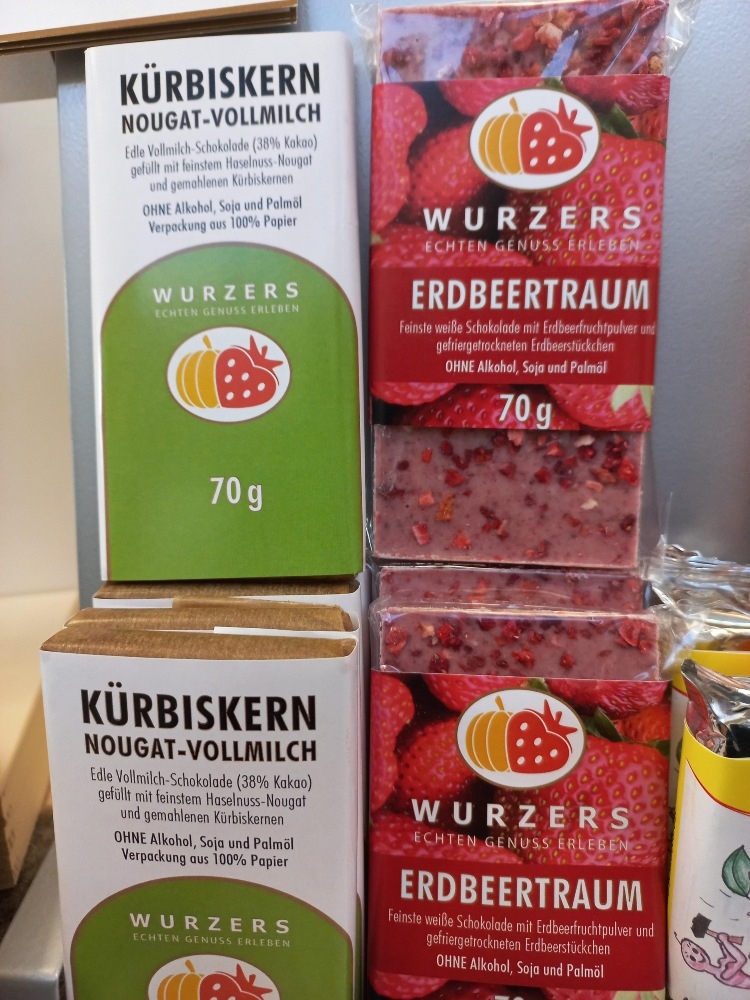 KÜRBISKERN
NOUGAT-VOLLMILCH
Edle Vollmilch-Schokolade (38% Kakao)
gefüllt mit feinstem Haselnuss-Nougat
und gemahlenen Kürbiskernen
OHNE Alkohol, Soja und Palmöl
Verpackung aus 100% Papier
WURZERS
ECHTEN GENUSS ERLEBEN
70 g
WURZERS
ECHTEN GENUSS ERLEBEN
ERDBEERTRAUM
Feinste weiße Schokolade mit Erdbeerfruchtpulver und
gefriergetrockneten Erdbeerstückchen
OHNE Alkohol, Soja und Palmöl
70 g
KÜRBISKERN
NOUGAT-VOLLMILCH
Edle Vollmilch-Schokolade (38% Kakao)
gefüllt mit feinstem Haselnuss-Nougat
und gemahlenen Kürbiskernen
OHNE Alkohol, Soja und Palmöl
Verpackung aus 100% Papier
WURZERS
ECHTEN GENUSS ERLEBEN
WURZERS
ECHTEN GENUSS ERLEBEN
ERDBEERTRAUM
Feinste weiße Schokolade mit Erdbeerfruchtpulver und
gefriergetrockneten Erdbeerstückchen
OHNE Alkohol, Soja und Palmöl